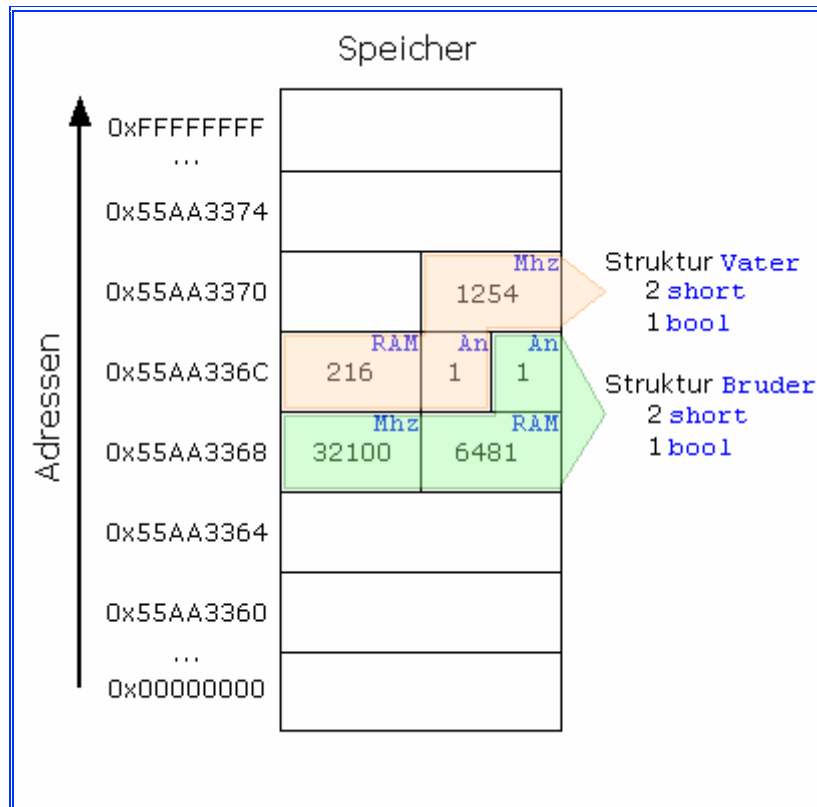 Speicher
Adressen
0xFFFFFFFF
...
0x55AA3374
0x55AA3370
Mhz
1254
0x55AA336C
RAM
216
An
1
An
1
0x55AA3368
Mhz
32100
RAM
6481
0x55AA3364
0x55AA3360
...
0x00000000
Struktur Vater
2 short
1 bool
Struktur Bruder
2 short
1 bool